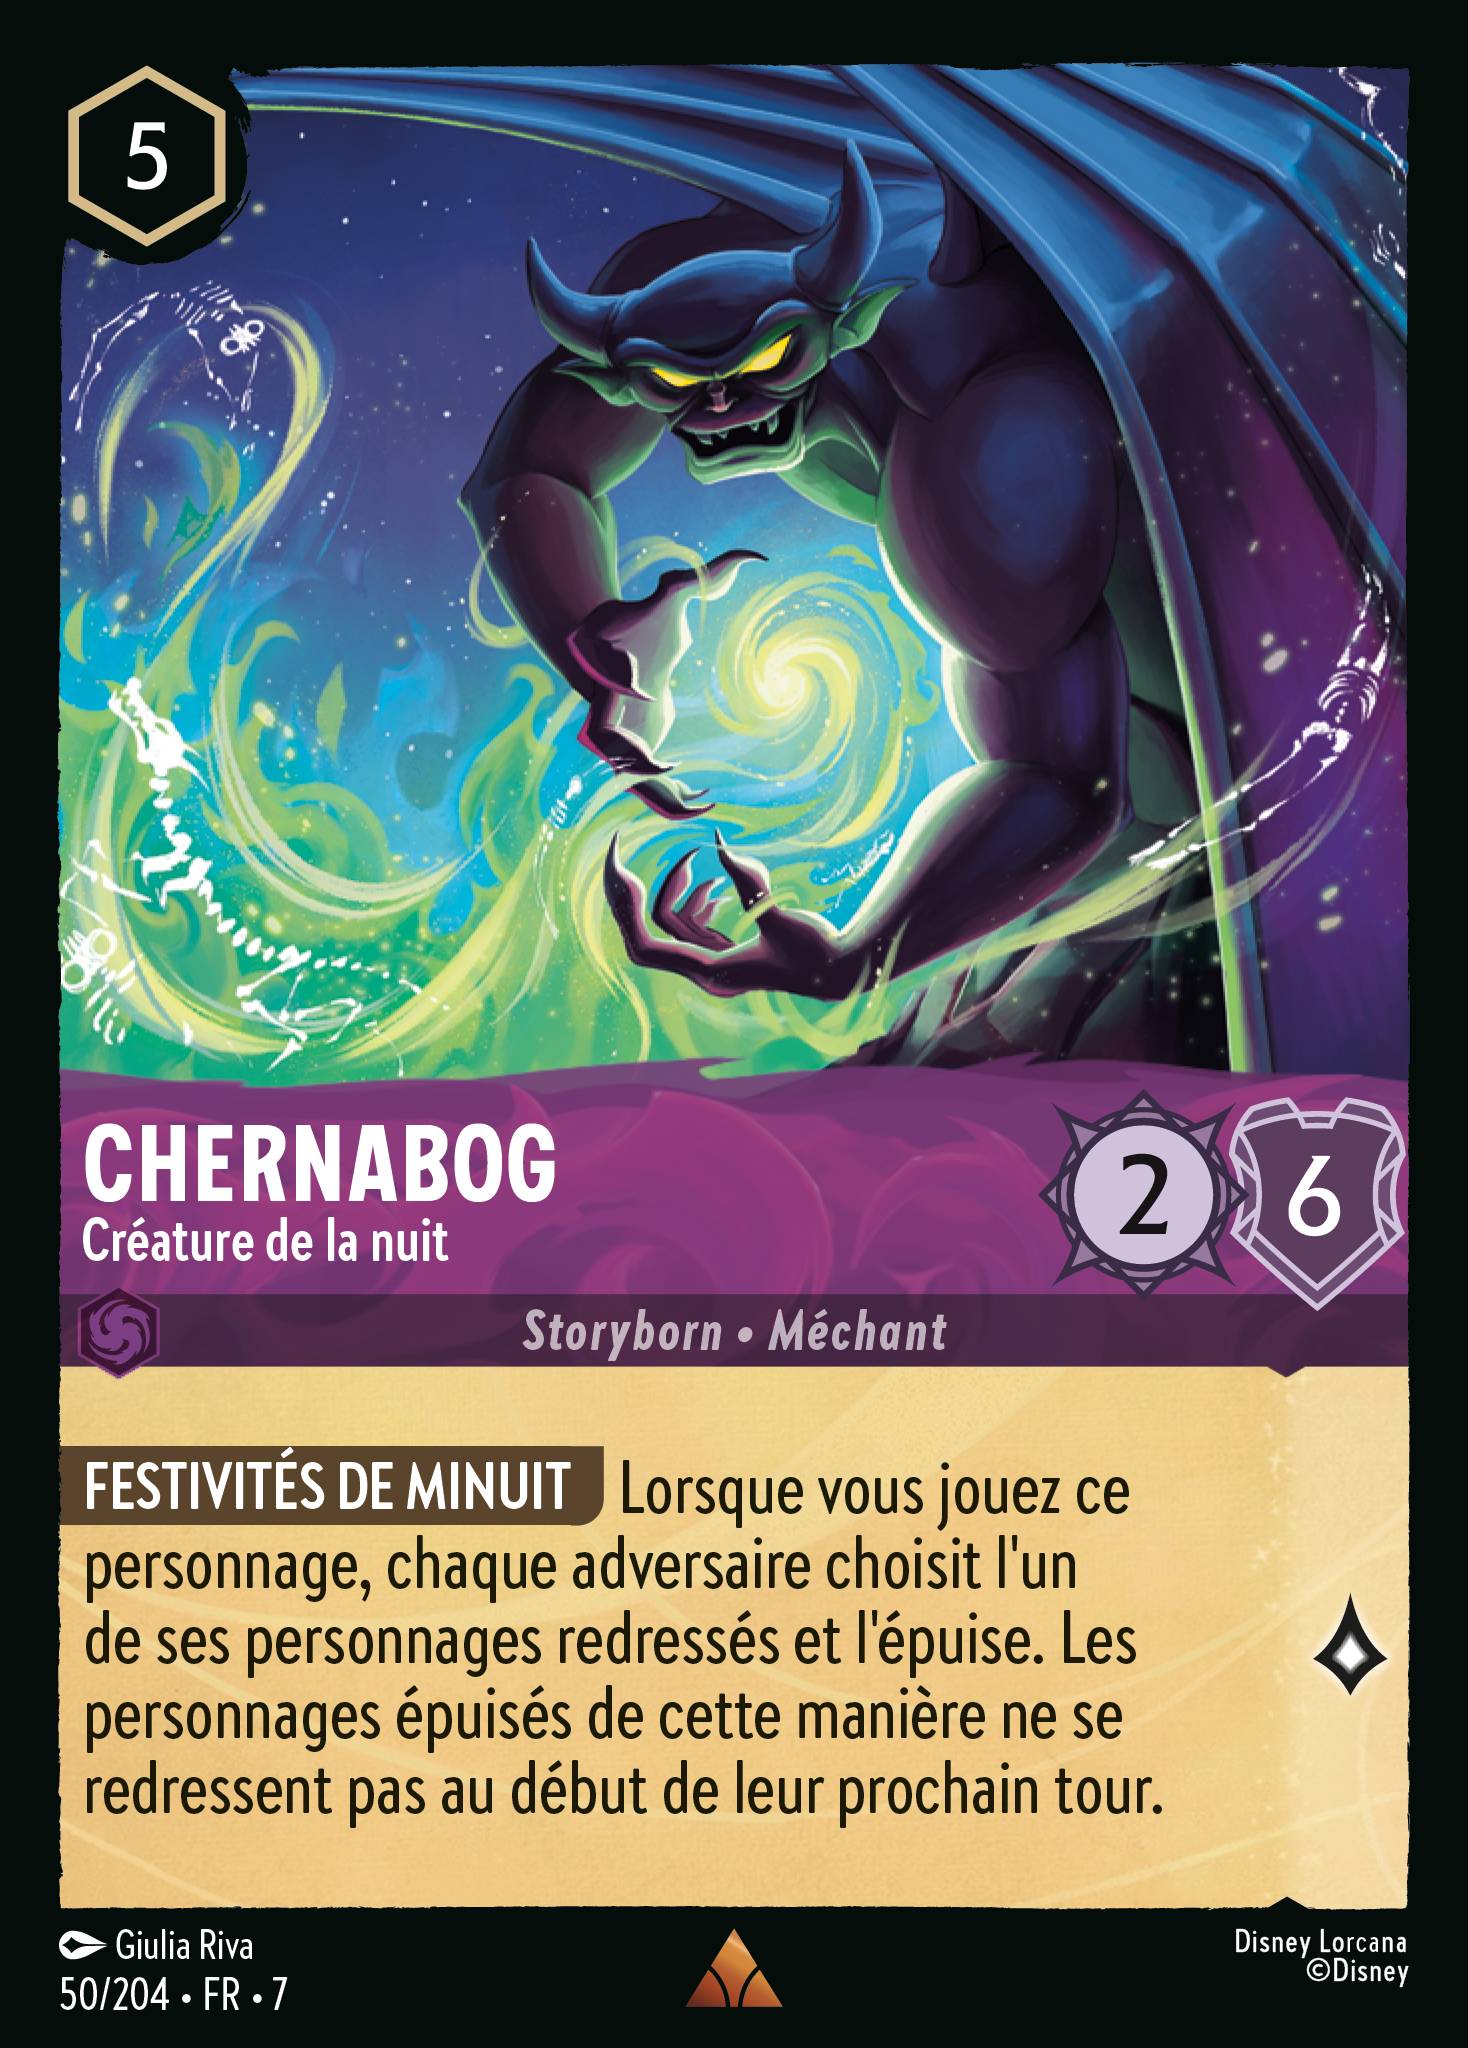 5
CHERNABOG
Créature de la nuit
2
6
Storyborn • Méchant
FESTIVITÉS DE MINUIT Lorsque vous jouez ce
personnage, chaque adversaire choisit l'un
de ses personnages redressés et l'épuise. Les
personnages épuisés de cette manière ne se
redressent pas au début de leur prochain tour.
Giulia Riva
50/204 • FR • 7
Disney Lorcana
©Disney